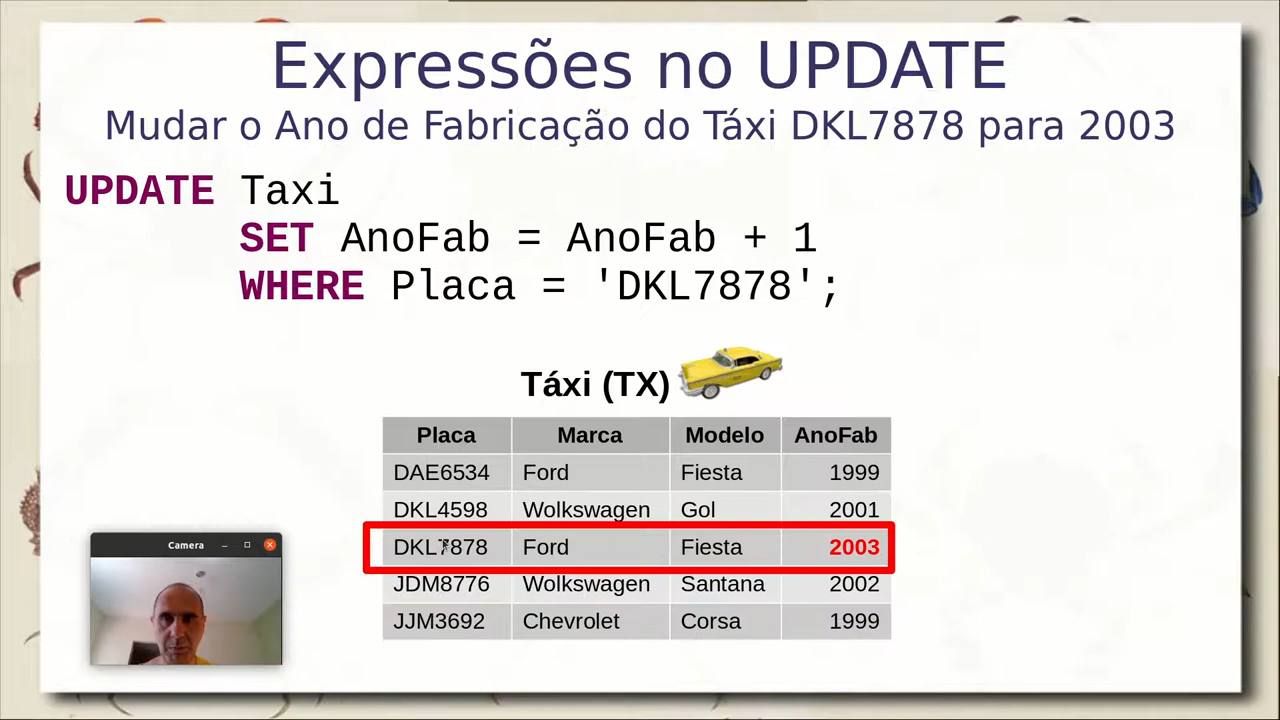 Expressões no UPDATE
Mudar o Ano de Fabricação do Táxi DKL7878 para 2003
UPDATE Taxi
SET AnoFab = AnoFab + 1
WHERE Placa = 'DKL7878';
Táxi (TX)
Placa Marca Modelo AnoFab
DAE6534 Ford Fiesta 1999
DKL4598 Wolkswagen Gol 2001
DKL7878 Ford Fiesta 2003
JDM8776 Wolkswagen Santana 2002
JJM3692 Chevrolet Corsa 1999
Camera